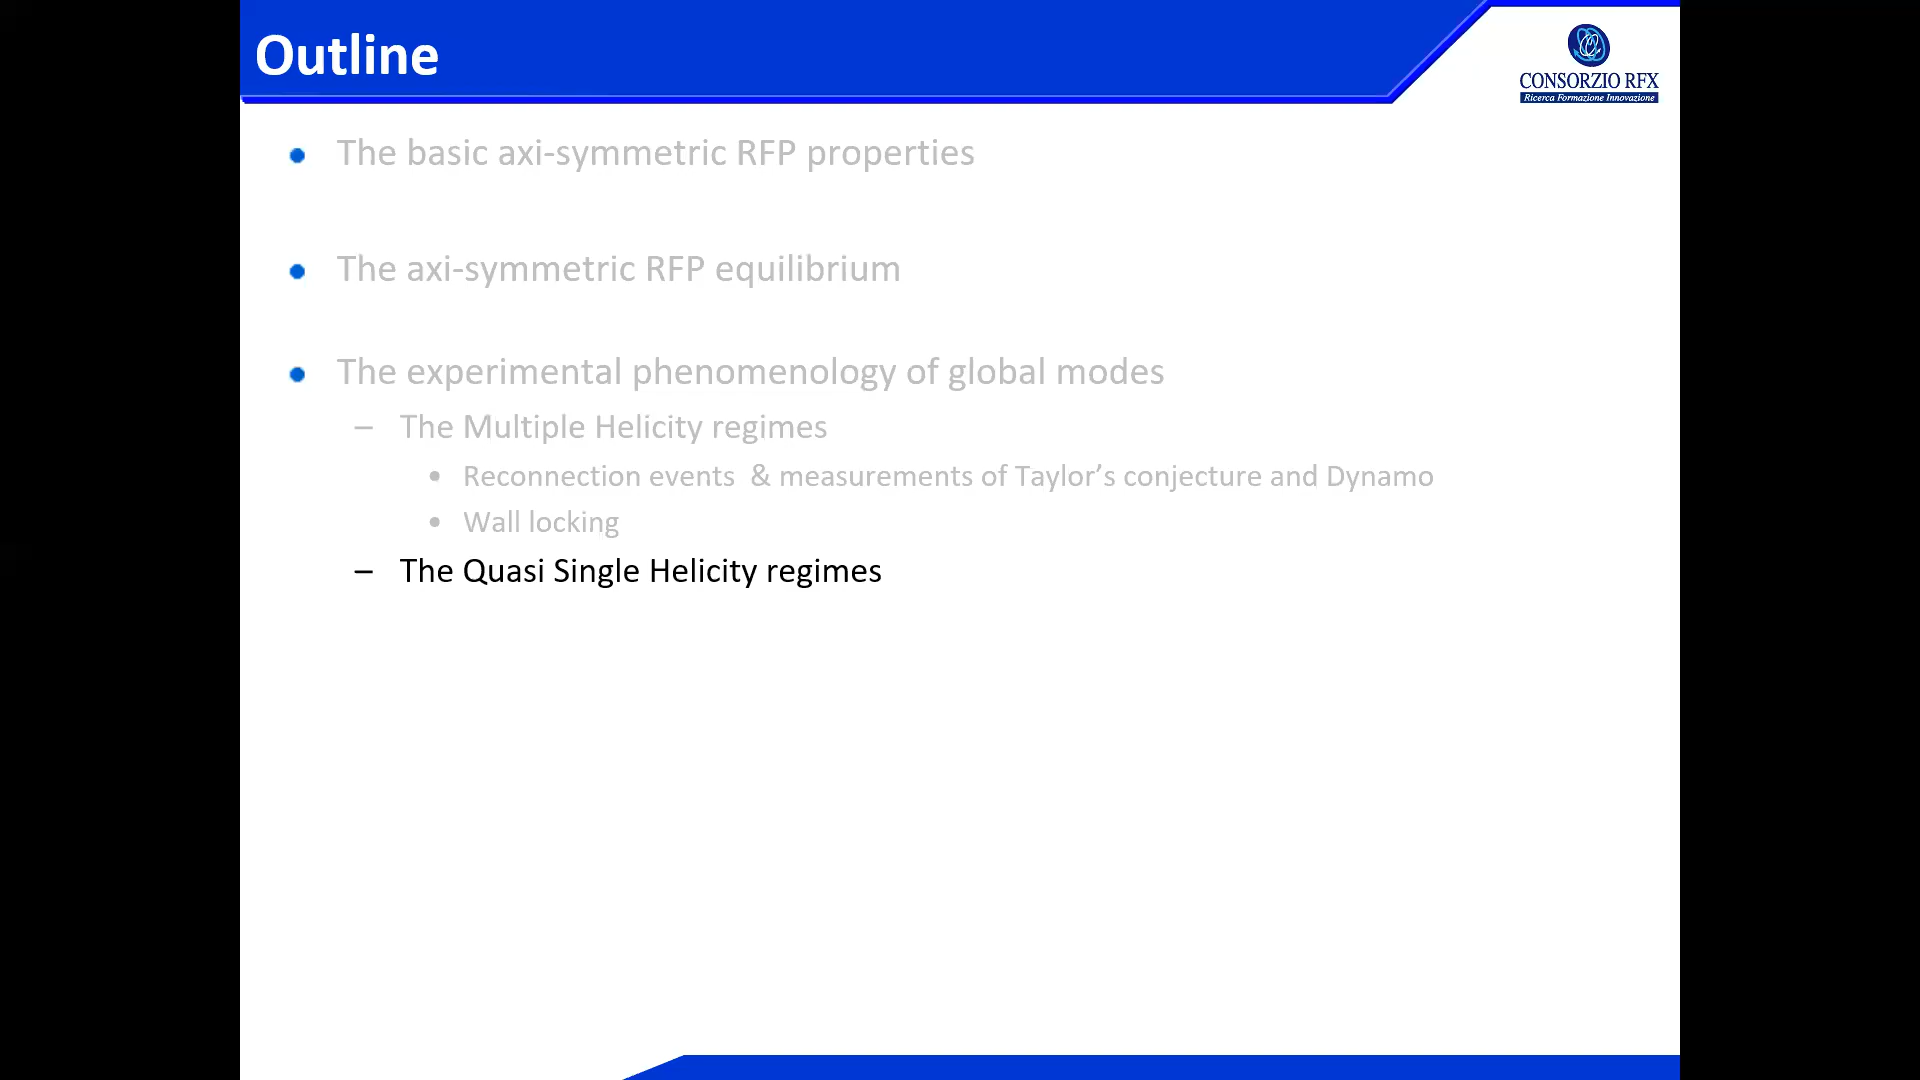 Outline
CONSORZIO RFX
Ricerca Formazione Innovazione
• The basic axi-symmetric RFP properties
• The axi-symmetric RFP equilibrium
• The experimental phenomenology of global modes
– The Multiple Helicity regimes
• Reconnection events & measurements of Taylor’s conjecture and Dynamo
• Wall locking
– The Quasi Single Helicity regimes